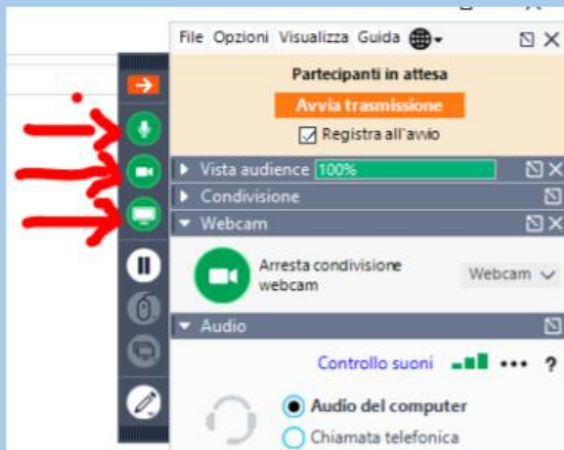 File Opzioni Visualizza Guida
Partecipanti in attesa
Avvia trasmissione
Registra all'avvio
Vista audience 100%
Condivisione
Webcam
Arresta condivisione
webcam
Webcam
Audio
Controllo suoni ••• ?
Audio del computer
Chiamata telefonica